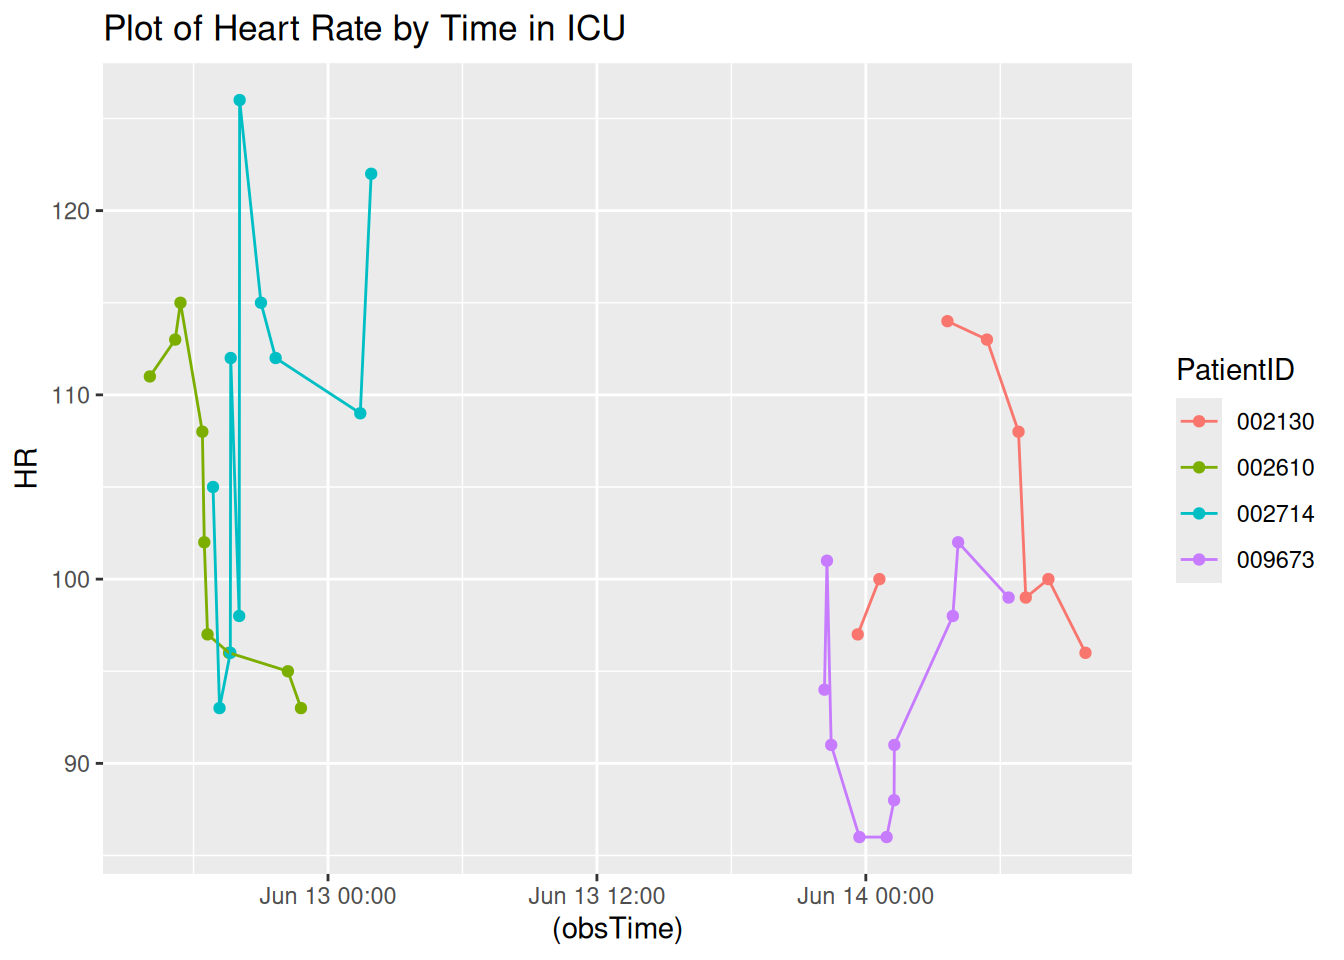 Plot of Heart Rate by Time in ICU
HR
120
110
100
90
Jun 13 00:00
Jun 13 12:00
Jun 14 00:00
(obsTime)
PatientID
002130
002610
002714
009673